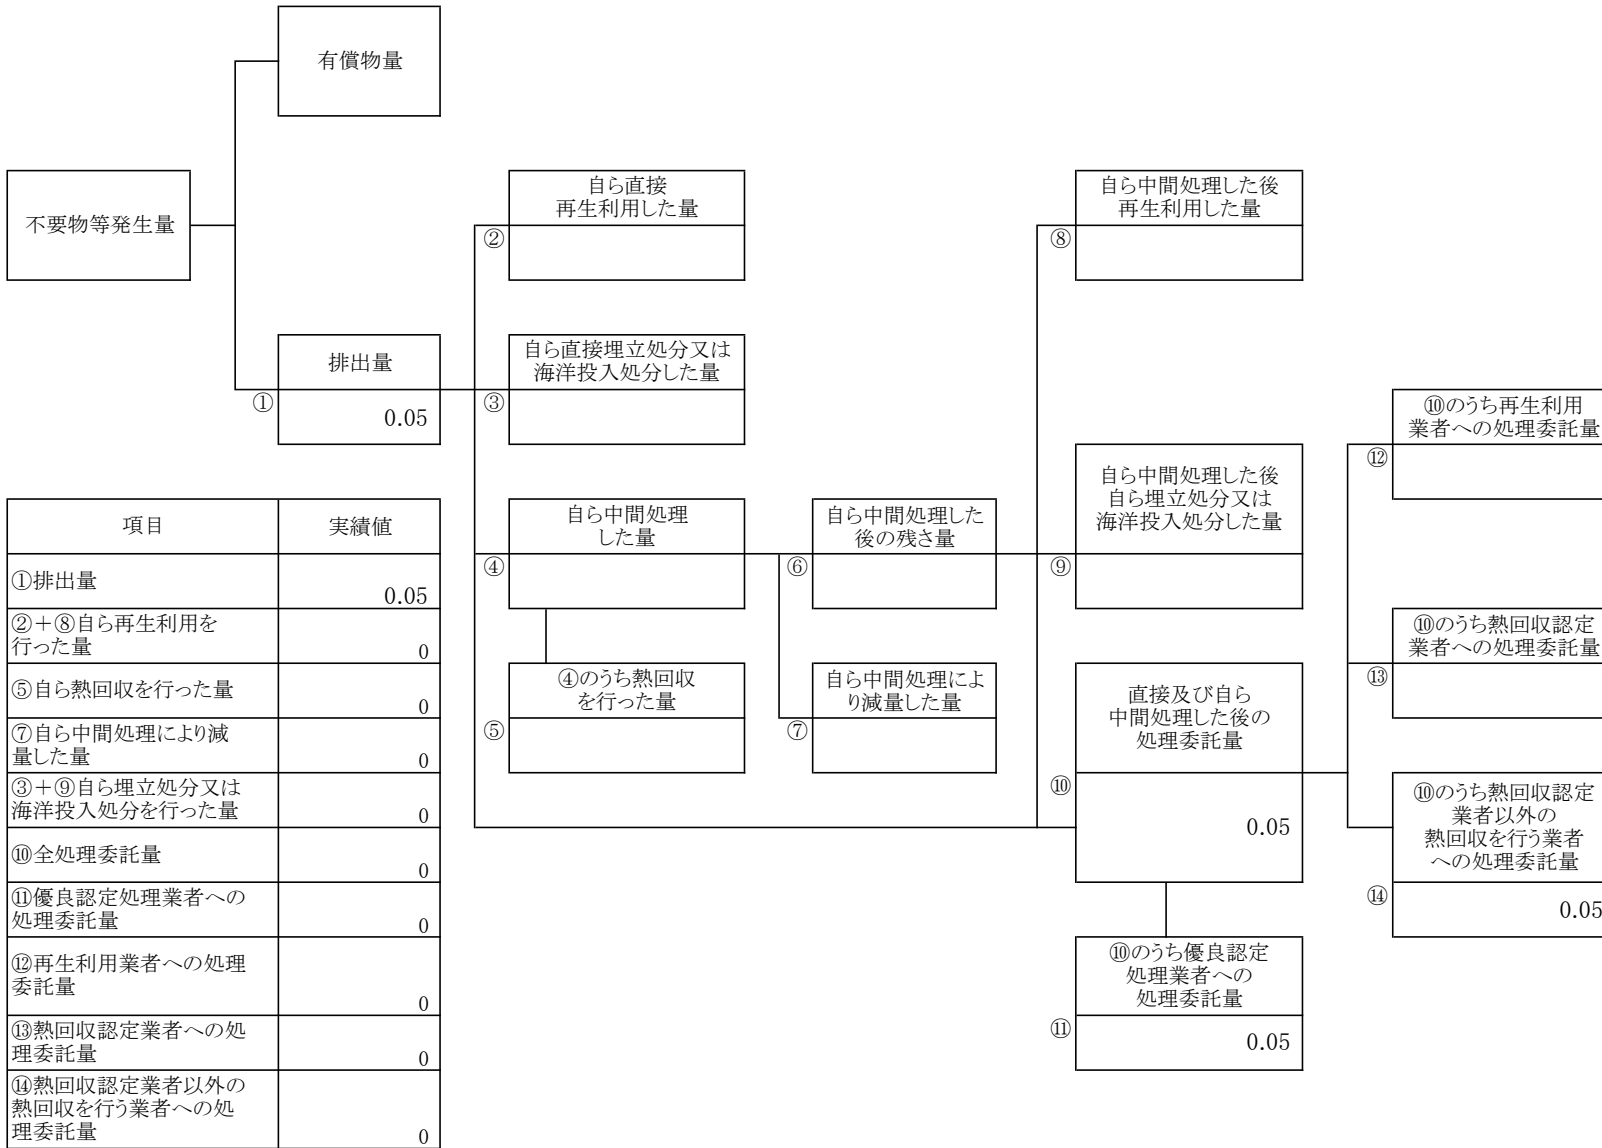 有償物量
不要物等発生量
排出量
①
0.05
自ら直接
再生利用した量
②
自ら直接埋立処分又は
海洋投入処分した量
③
自ら中間処理
した量
④
④のうち熱回収
を行った量
⑤
自ら中間処理した
後の残さ量
⑥
自ら中間処理によ
り減量した量
⑦
自ら中間処理した後
再生利用した量
⑧
自ら中間処理した後
自ら埋立処分又は
海洋投入処分した量
⑨
直接及び自ら
中間処理した後の
処理委託量
⑩
0.05
⑩のうち優良認定
処理業者への
処理委託量
⑪
0.05
⑩のうち再生利用
業者への処理委託量
⑫
⑩のうち熱回収認定
業者への処理委託量
⑬
⑩のうち熱回収認定
業者以外の
熱回収を行う業者
への処理委託量
⑭
0.05
項目 実績値
①排出量
0.05
②+⑧自ら再生利用を
行った量
0
⑤自ら熱回収を行った量
0
⑦自ら中間処理により減
量した量
0
③+⑨自ら埋立処分又は
海洋投入処分を行った量
0
⑩全処理委託量
0
⑪優良認定処理業者への
処理委託量
0
⑫再生利用業者への処理
委託量
0
⑬熱回収認定業者への処
理委託量
0
⑭熱回収認定業者以外の
熱回収を行う業者への処
理委託量
0